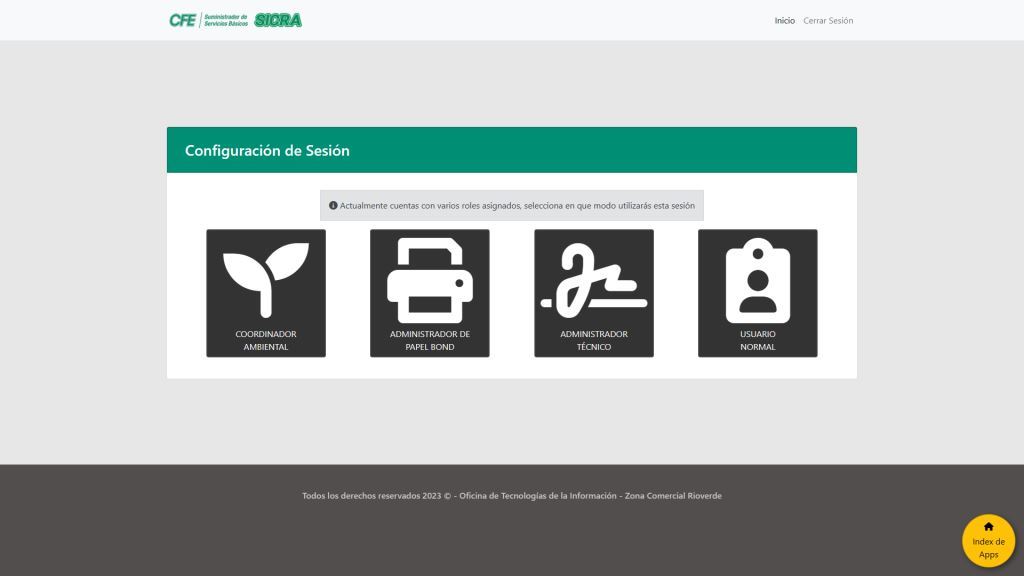 CFE Suministrador de
Servicios Básicos SICRA
Inicio Cerrar Sesión
Configuración de Sesión
Actualmente cuentas con varios roles asignados, selecciona en que modo utilizarás esta sesión
COORDINADOR
AMBIENTAL
ADMINISTRADOR DE
PAPEL BOND
ADMINISTRADOR
TÉCNICO
USUARIO
NORMAL
Todos los derechos reservados 2023 © - Oficina de Tecnologías de la Información - Zona Comercial Rioverde
Index de
Apps